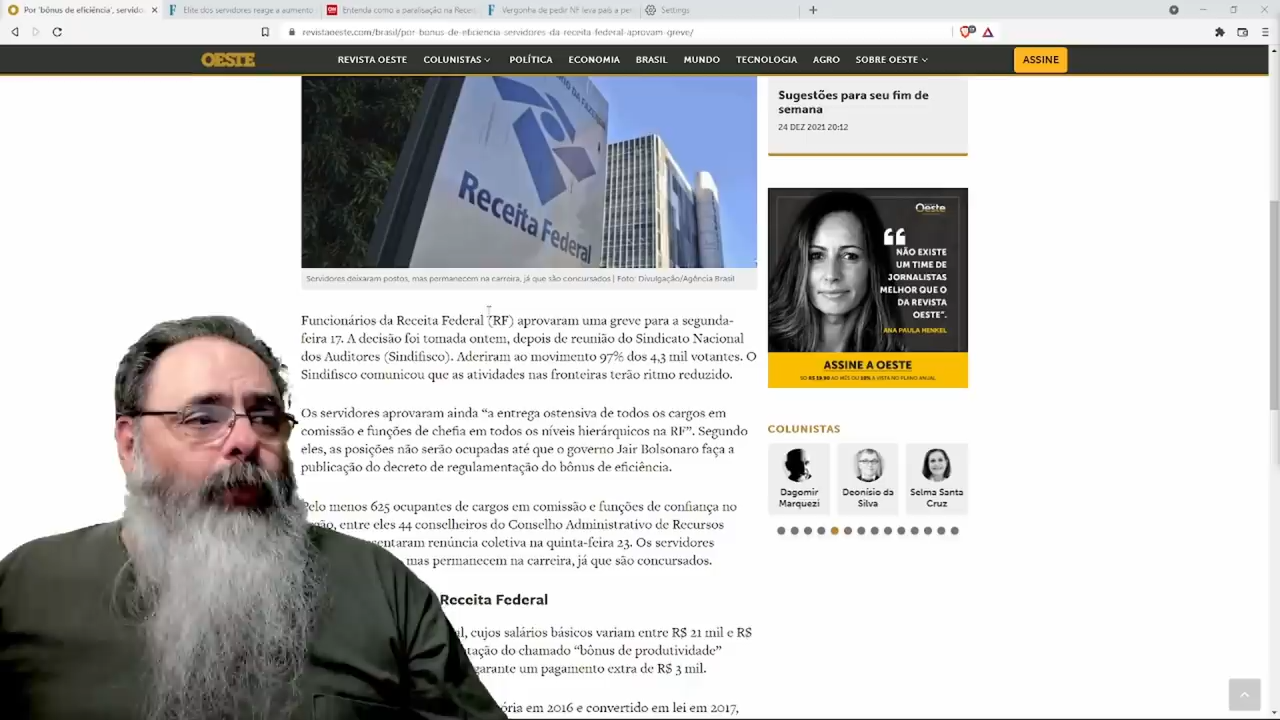 Por 'bônus de eficiência', servido
Elite dos servidores reage a aumento
Entenda como a paralisação na Recei
Vergonha de pedir NF leva país a per
Settings
revistaoeste.com/brasil/por-bonus-de-eficiencia-servidores-da-receita-federal-aprovam-greve/
OESTE
REVISTA OESTE COLUNISTAS POLÍTICA ECONOMIA BRASIL MUNDO TECNOLOGIA AGRO SOBRE OESTE
ASSINE
Receita Federal
Servidores deixaram postos, mas permanecem na carreira, já que são concursados | Foto: Divulgação/Agência Brasil
Funcionários da Receita Federal (RF) aprovaram uma greve para a segunda-
feira 17. A decisão foi tomada ontem, depois de reunião do Sindicato Nacional
dos Auditores (Sindifisco). Aderiram ao movimento 97% dos 4,3 mil votantes. O
Sindifisco comunicou que as atividades nas fronteiras terão ritmo reduzido.
Os servidores aprovaram ainda “a entrega ostensiva de todos os cargos em
comissão e funções de chefia em todos os níveis hierárquicos na RF”. Segundo
eles, as posições não serão ocupadas até que o governo Jair Bolsonaro faça a
publicação do decreto de regulamentação do bônus de eficiência.
Pelo menos 625 ocupantes de cargos em comissão e funções de confiança no
entre eles 44 conselheiros do Conselho Administrativo de Recursos
sentaram renúncia coletiva na quinta-feira 23. Os servidores
mas permanecem na carreira, já que são concursados.
Receita Federal
cujos salários básicos variam entre R$ 21 mil e R$
tação do chamado “bônus de produtividade”
garante um pagamento extra de R$ 3 mil.
ória em 2016 e convertido em lei em 2017,
Sugestões para seu fim de
semana
24 DEZ 2021 20:12
Oeste
“
NÃO EXISTE
UM TIME DE
JORNALISTAS
MELHOR QUE O
DA REVISTA
OESTE”.
ANA PAULA HENKEL
ASSINE A OESTE
COLUNISTAS
Dagomir
Marquezi
Deonísio da
Silva
Selma Santa
Cruz